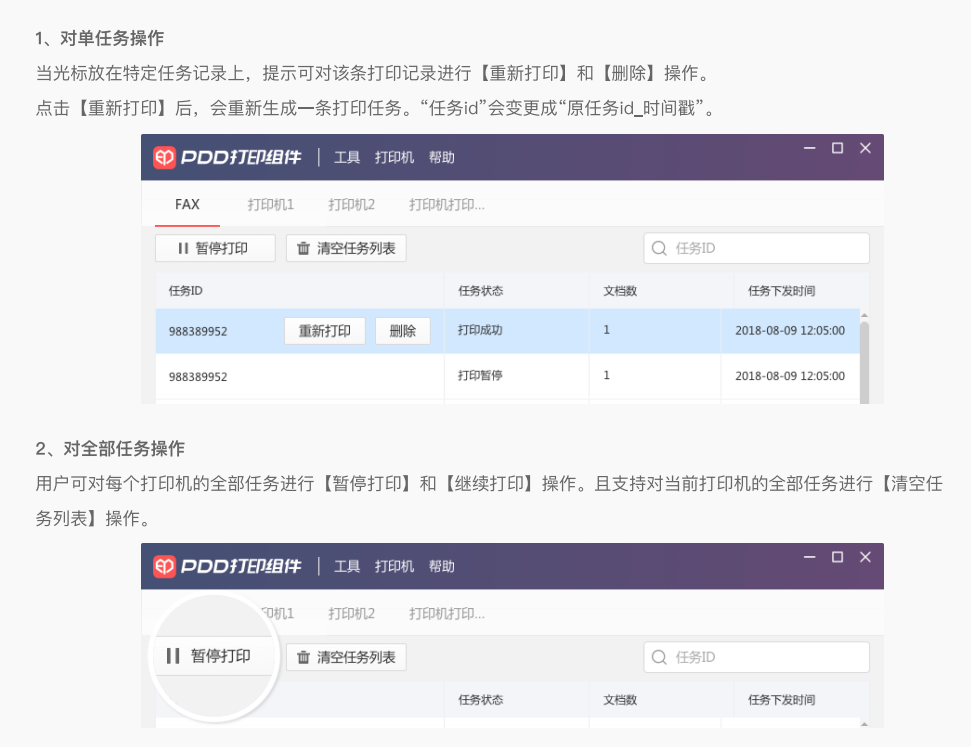 1、对单任务操作
当光标放在特定任务记录上，提示可对该条打印记录进行【重新打印】和【删除】操作。
点击【重新打印】后，会重新生成一条打印任务。“任务id”会变更成“原任务id_时间戳”。
PDD打印组件 | 工具 打印机 帮助
FAX 打印机1 打印机2 打印机打印...
暂停打印 清空任务列表 任务ID
任务ID 任务状态 文档数 任务下发时间
988389952 重新打印 删除 打印成功 1 2018-08-09 12:05:00
988389952 打印暂停 1 2018-08-09 12:05:00
2、对全部任务操作
用户可对每个打印机的全部任务进行【暂停打印】和【继续打印】操作。且支持对当前打印机的全部任务进行【清空任
务列表】操作。
PDD打印组件 | 工具 打印机 帮助
印机1 打印机2 打印机打印...
暂停打印 清空任务列表 任务ID
任务状态 文档数 任务下发时间